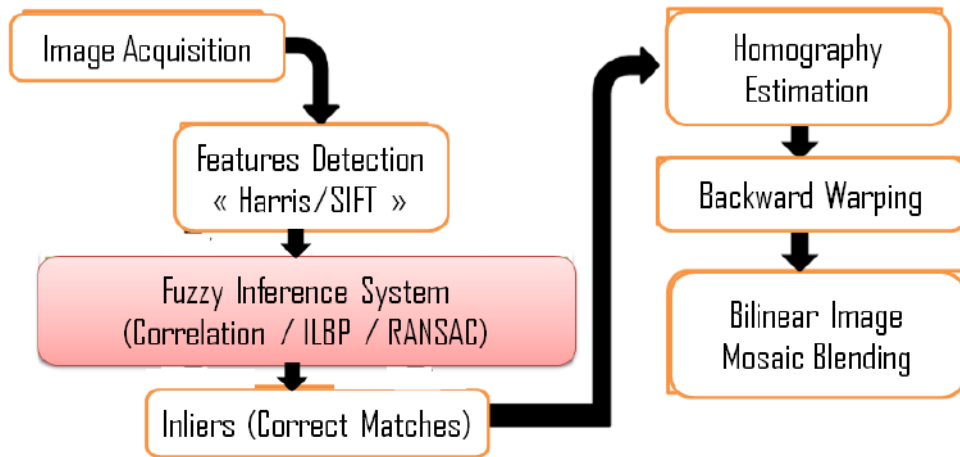 Image Acquisition
Features Detection
« Harris/SIFT »
Fuzzy Inference System
(Correlation / ILBP / RANSAC)
Inliers (Correct Matches)
Homography
Estimation
Backward Warping
Bilinear Image
Mosaic Blending